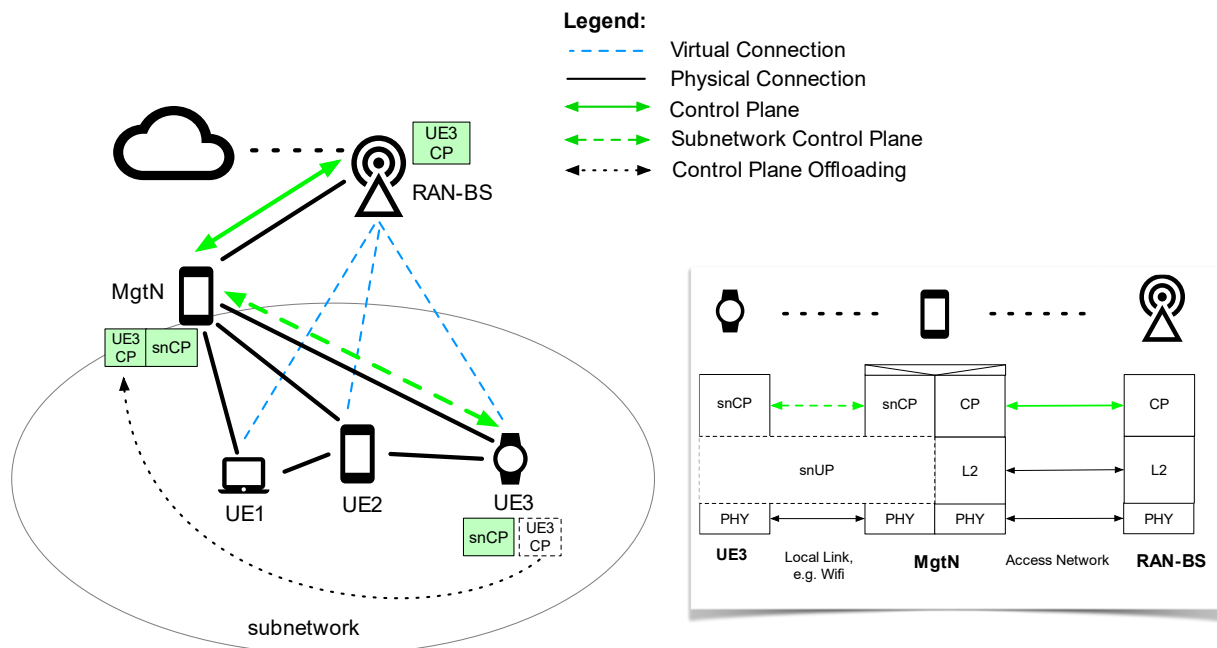 Legend:
Virtual Connection
Physical Connection
Control Plane
Subnetwork Control Plane
Control Plane Offloading
UE3
CP
RAN-BS
MgtN
UE3
CP
snCP
UE1
UE2
UE3
snCP
UE3
CP
subnetwork
snCP
snCP
CP
CP
snUP
L2
L2
PHY
PHY
PHY
PHY
UE3
Local Link,
e.g. Wifi
MgtN
Access Network
RAN-BS